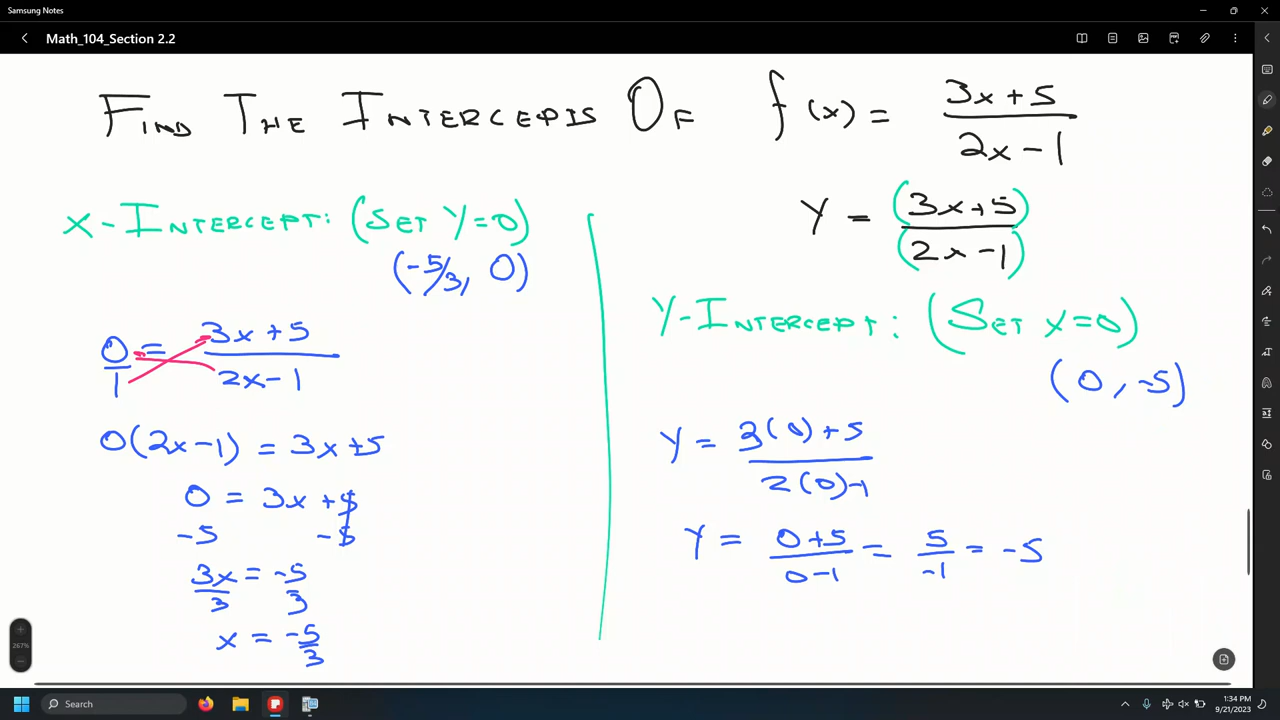 Samsung Notes
Math_104_Section 2.2
FIND THE INTERCEPTS OF f(x) = (3x+5)/(2x-1)
Y = (3x+5)/(2x-1)
X-INTERCEPT: (SET Y=0)
(-5/3, 0)
0/1 = (3x+5)/(2x-1)
0(2x-1) = 3x+5
0 = 3x+5
-5 -5
3x/3 = -5/3
x = -5/3
Y-INTERCEPT: (SET X=0)
(0, -5)
Y = (3(0)+5)/(2(0)-1)
Y = (0+5)/(0-1) = 5/-1 = -5
267%
Search
1:34 PM
9/21/2023